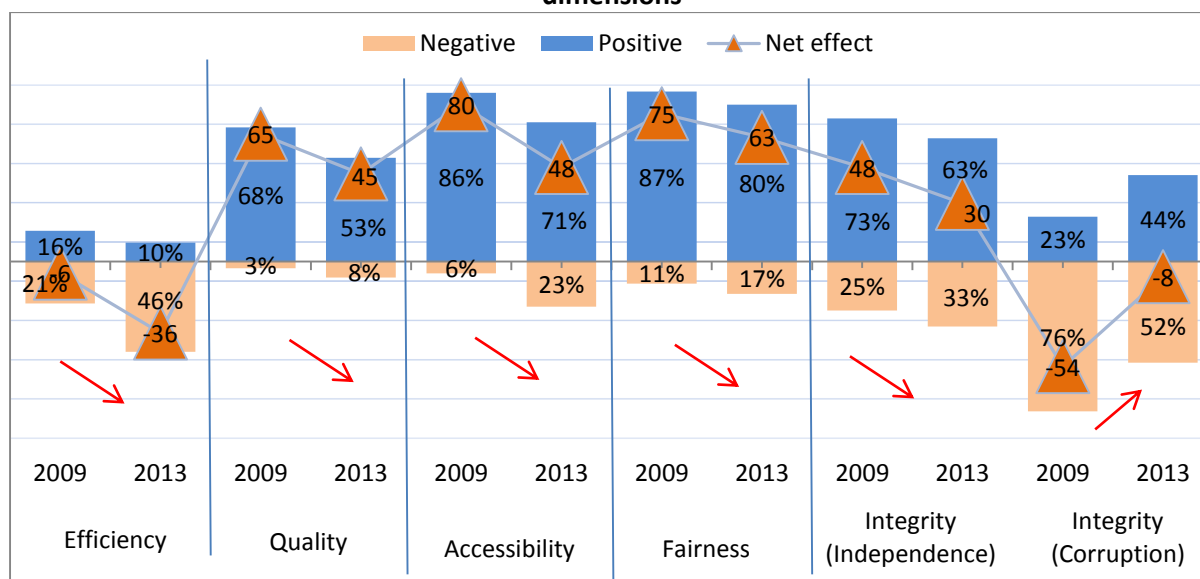 dimensions
Negative Positive Net effect
16% 10% 68% 53% 86% 71% 87% 80% 73% 63% 23% 44%
21% 46% 3% 8% 6% 23% 11% 17% 25% 33% 76% 52%
-6 -36 65 45 80 48 75 63 48 30 -54 -8
2009 2013 2009 2013 2009 2013 2009 2013 2009 2013 2009 2013
Efficiency Quality Accessibility Fairness Integrity (Independence) Integrity (Corruption)